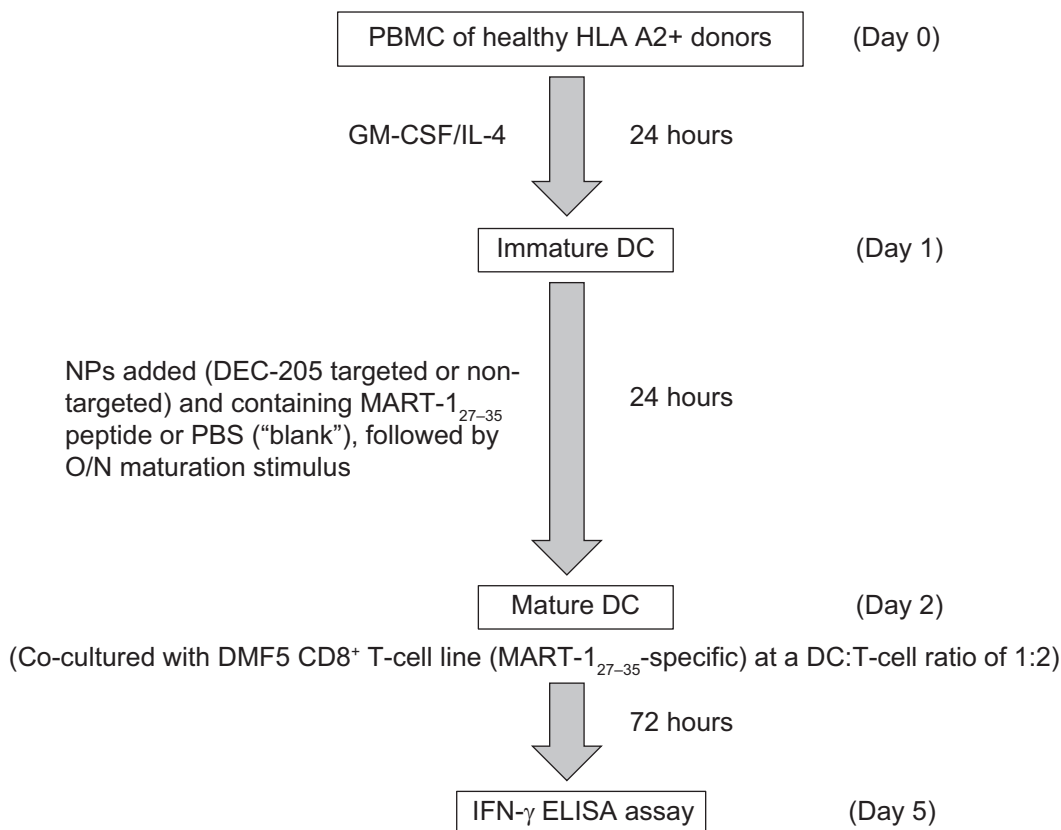 PBMC of healthy HLA A2+ donors (Day 0)
GM-CSF/IL-4 24 hours
Immature DC (Day 1)
NPs added (DEC-205 targeted or non-
targeted) and containing MART-1₂₇₋₃₅
peptide or PBS (“blank”), followed by
O/N maturation stimulus
24 hours
Mature DC (Day 2)
(Co-cultured with DMF5 CD8⁺ T-cell line (MART-1₂₇₋₃₅-specific) at a DC:T-cell ratio of 1:2)
72 hours
IFN-γ ELISA assay (Day 5)